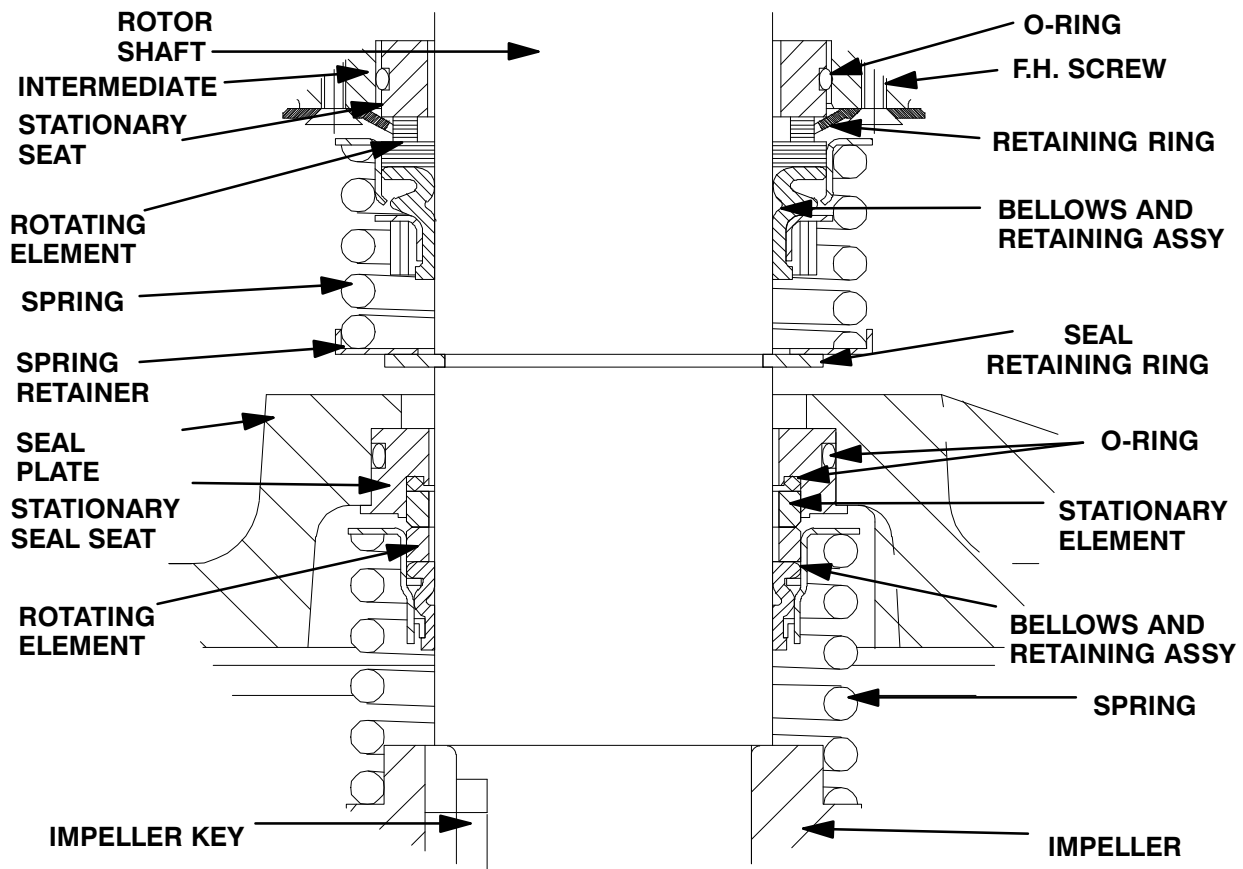 ROTOR
SHAFT
INTERMEDIATE
STATIONARY
SEAT
ROTATING
ELEMENT
SPRING
SPRING
RETAINER
SEAL
PLATE
STATIONARY
SEAL SEAT
ROTATING
ELEMENT
IMPELLER KEY
O-RING
F.H. SCREW
RETAINING RING
BELLOWS AND
RETAINING ASSY
SEAL
RETAINING RING
O-RING
STATIONARY
ELEMENT
BELLOWS AND
RETAINING ASSY
SPRING
IMPELLER